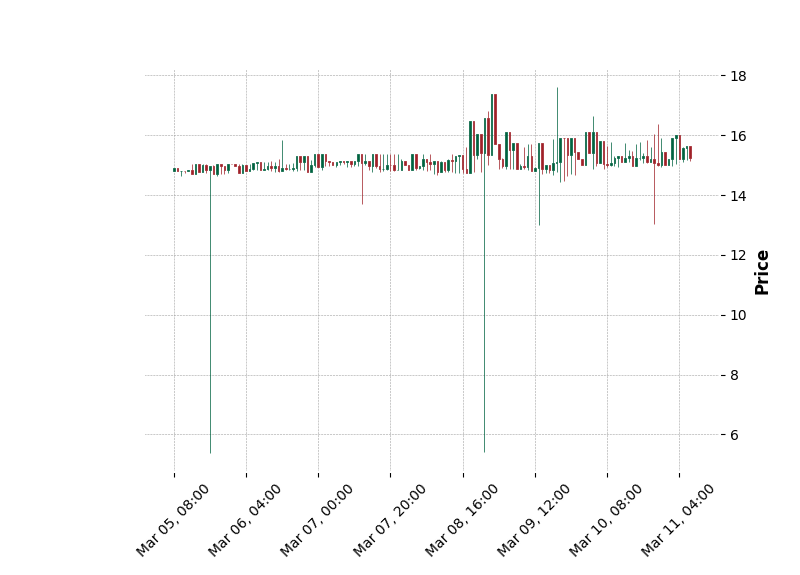 18
16
14
12
10
8
6
Price
Mar 05, 08:00
Mar 06, 04:00
Mar 07, 00:00
Mar 07, 20:00
Mar 08, 16:00
Mar 09, 12:00
Mar 10, 08:00
Mar 11, 04:00